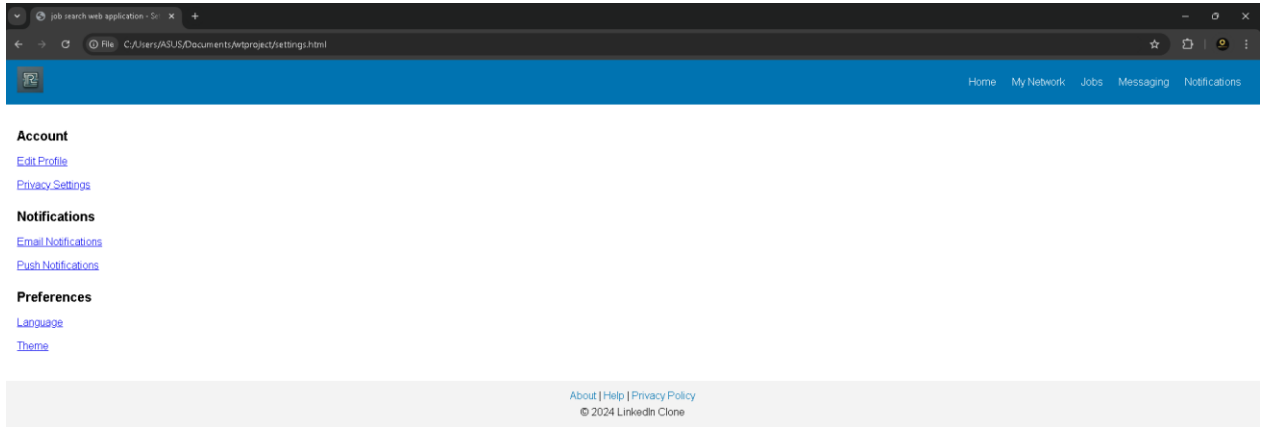 job search web application - Se
File C:/Users/ASUS/Documents/wtproject/settings.html
R
Home My Network Jobs Messaging Notifications
Account
Edit Profile
Privacy Settings
Notifications
Email Notifications
Push Notifications
Preferences
Language
Theme
About | Help | Privacy Policy
© 2024 LinkedIn Clone